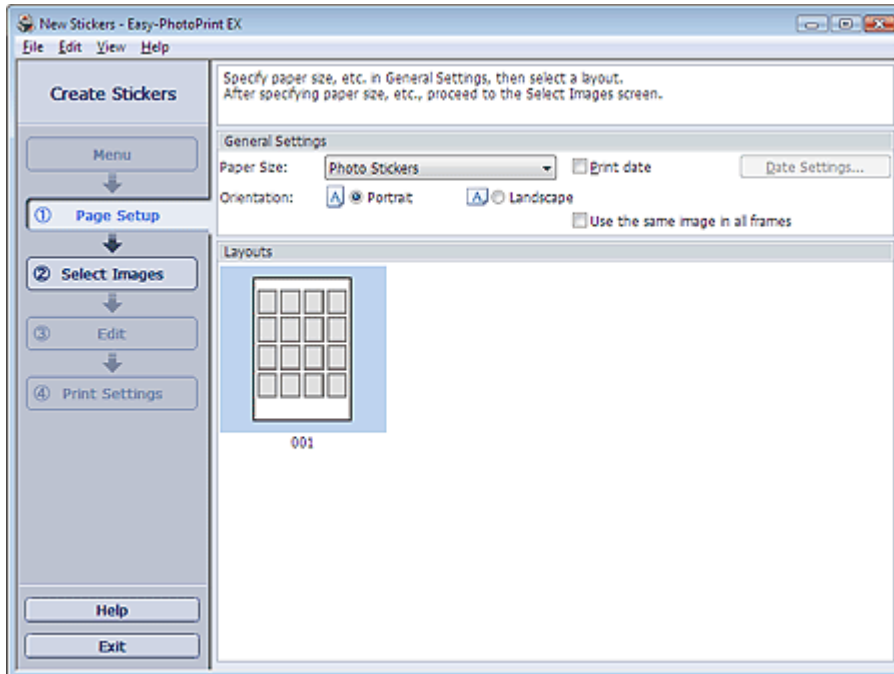 New Stickers - Easy-PhotoPrint EX
File Edit View Help
Create Stickers
Menu
① Page Setup
② Select Images
③ Edit
④ Print Settings
Help
Exit
Specify paper size, etc. in General Settings, then select a layout.
After specifying paper size, etc., proceed to the Select Images screen.
General Settings
Paper Size: Photo Stickers Print date Date Settings...
Orientation: A Portrait A Landscape
Use the same image in all frames
Layouts
001